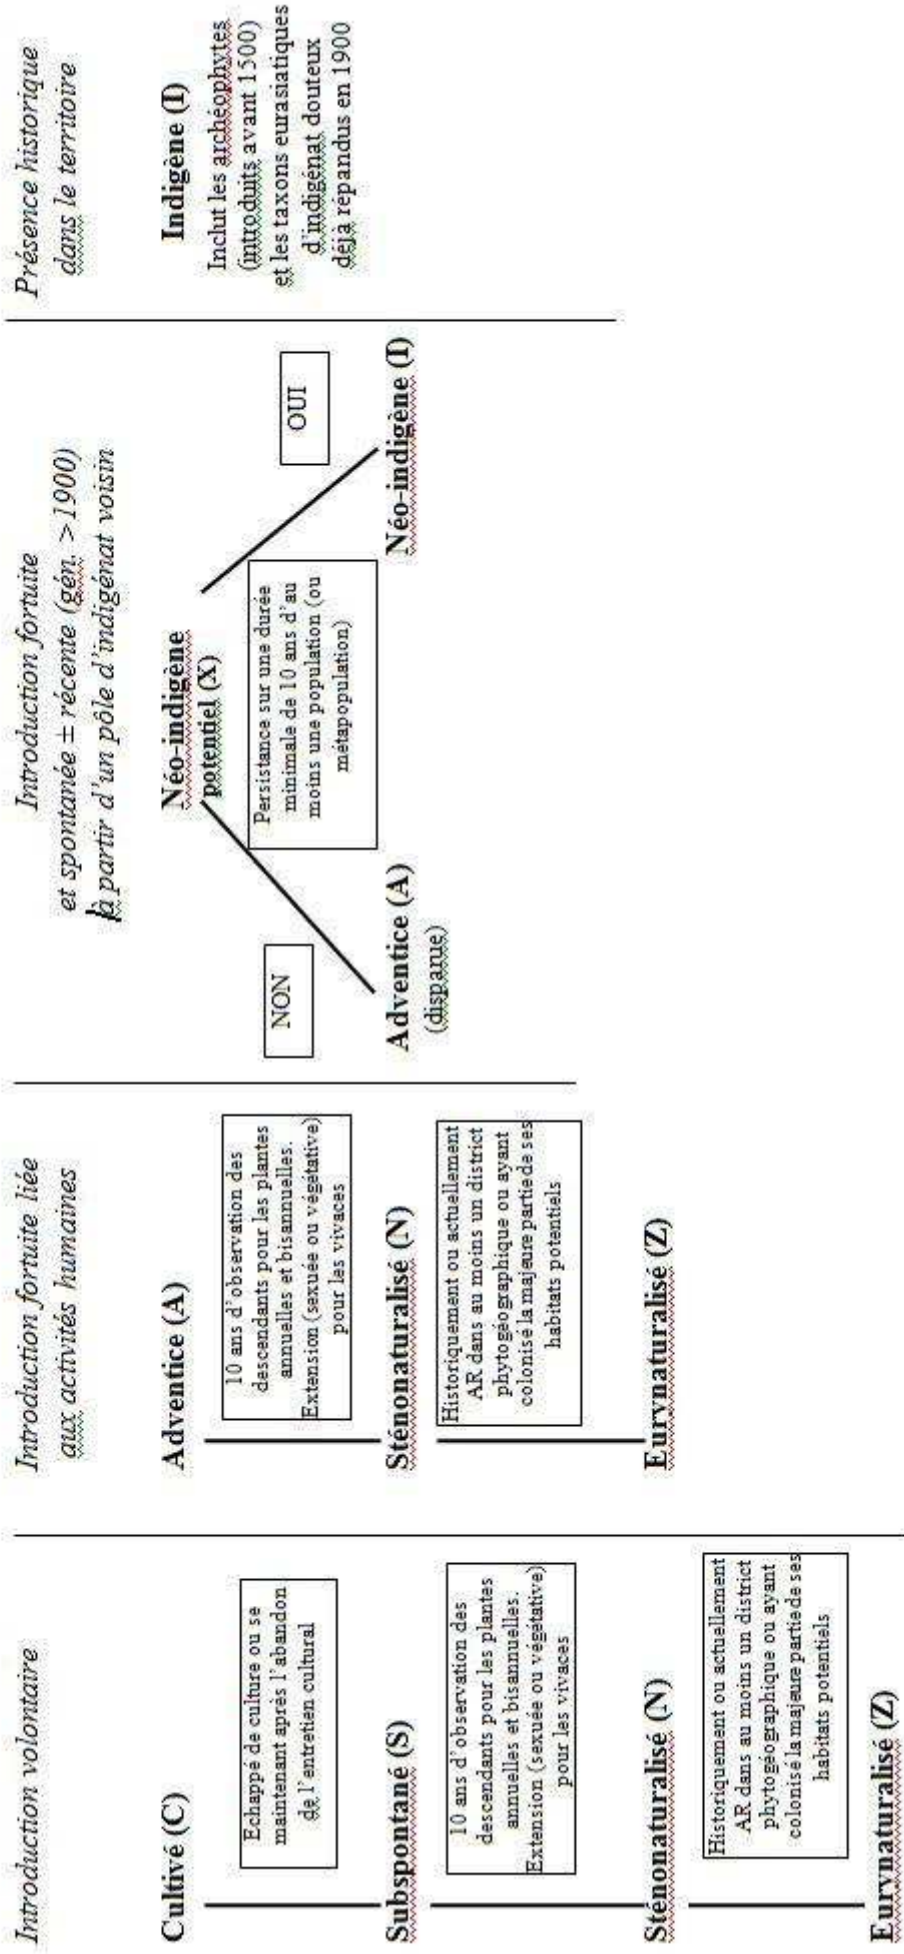 Introduction volontaire
Cultivé (C)
Echappé de culture ou se
maintenant après l'abandon
de l'entretien cultural
Subspontané (S)
10 ans d'observation des
descendants pour les plantes
annuelles et bisannuelles.
Extension (sexuée ou végétative)
pour les vivaces
Sténonaturalisé (N)
Historiquement ou actuellement
AR dans au moins un district
phytogéographique ou ayant
colonisé la majeure partie de ses
habitats potentiels
Eurynaturalisé (Z)
Introduction fortuite liée
aux activités humaines
Adventice (A)
10 ans d'observation des
descendants pour les plantes
annuelles et bisannuelles.
Extension (sexuée ou végétative)
pour les vivaces
Sténonaturalisé (N)
Historiquement ou actuellement
AR dans au moins un district
phytogéographique ou ayant
colonisé la majeure partie de ses
habitats potentiels
Eurynaturalisé (Z)
Introduction fortuite
et spontanée ± récente (gén. >1900)
à partir d'un pôle d'indigénat voisin
Néo-indigène
potentiel (X)
NON
Persistance sur une durée
minimale de 10 ans d'au
moins une population (ou
métapopulation)
OUI
Adventice (A)
(disparue)
Néo-indigène (I)
Présence historique
dans le territoire
Indigène (I)
Inclut les archéophytes
(introduits avant 1500)
et les taxons eurasiatiques
d'indigénat douteux
déjà répandus en 1900